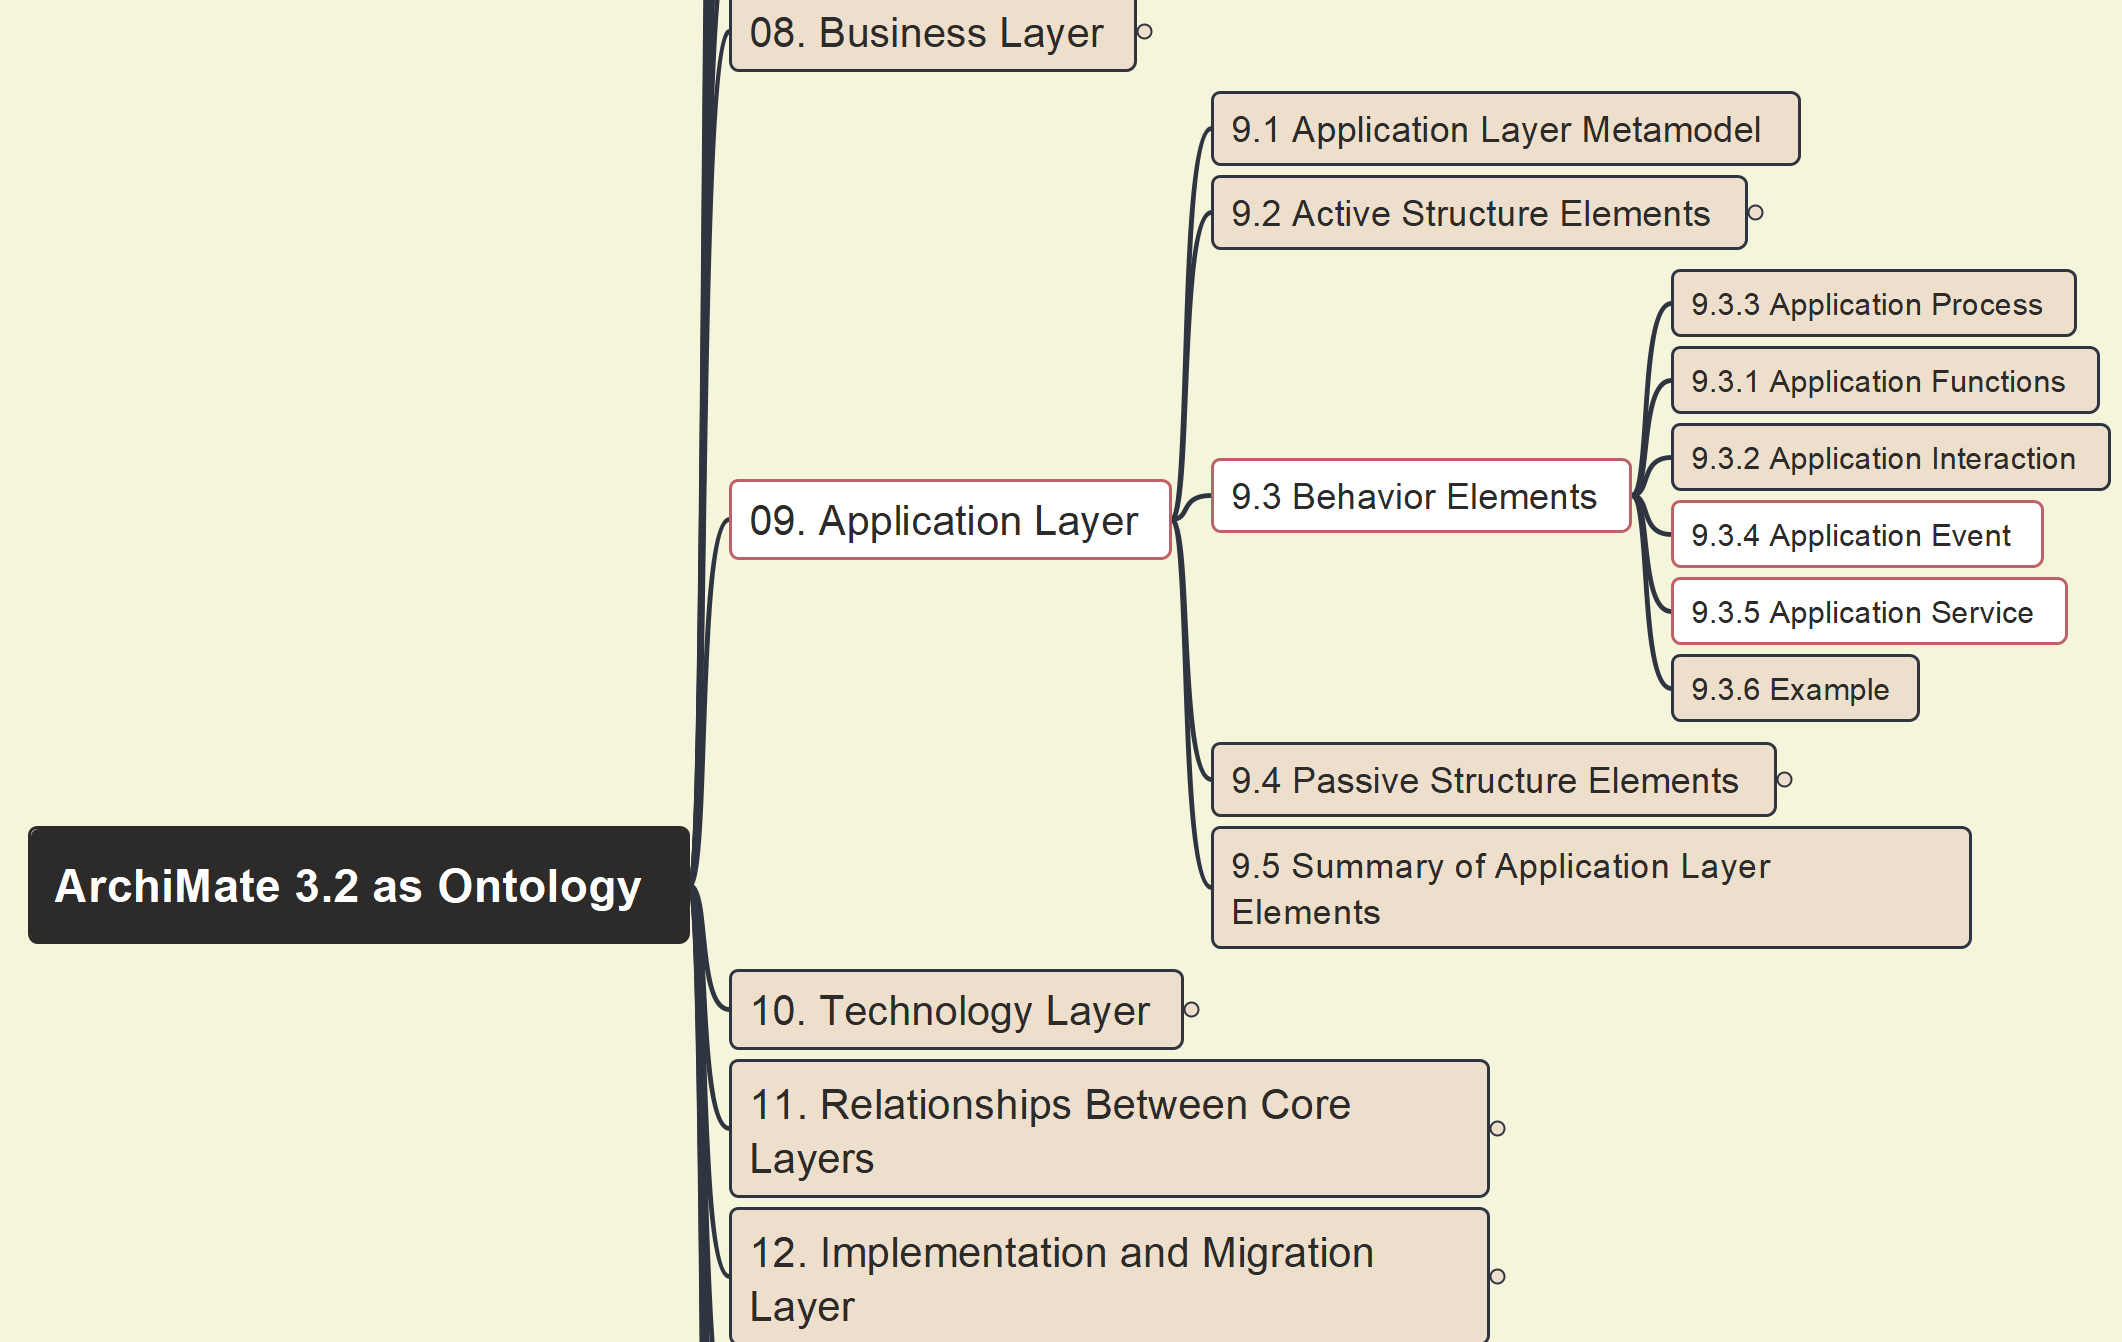 08. Business Layer
9.1 Application Layer Metamodel
9.2 Active Structure Elements
9.3.3 Application Process
9.3.1 Application Functions
9.3.2 Application Interaction
9.3 Behavior Elements
09. Application Layer
9.3.4 Application Event
9.3.5 Application Service
9.3.6 Example
9.4 Passive Structure Elements
9.5 Summary of Application Layer
Elements
ArchiMate 3.2 as Ontology
10. Technology Layer
11. Relationships Between Core
Layers
12. Implementation and Migration
Layer